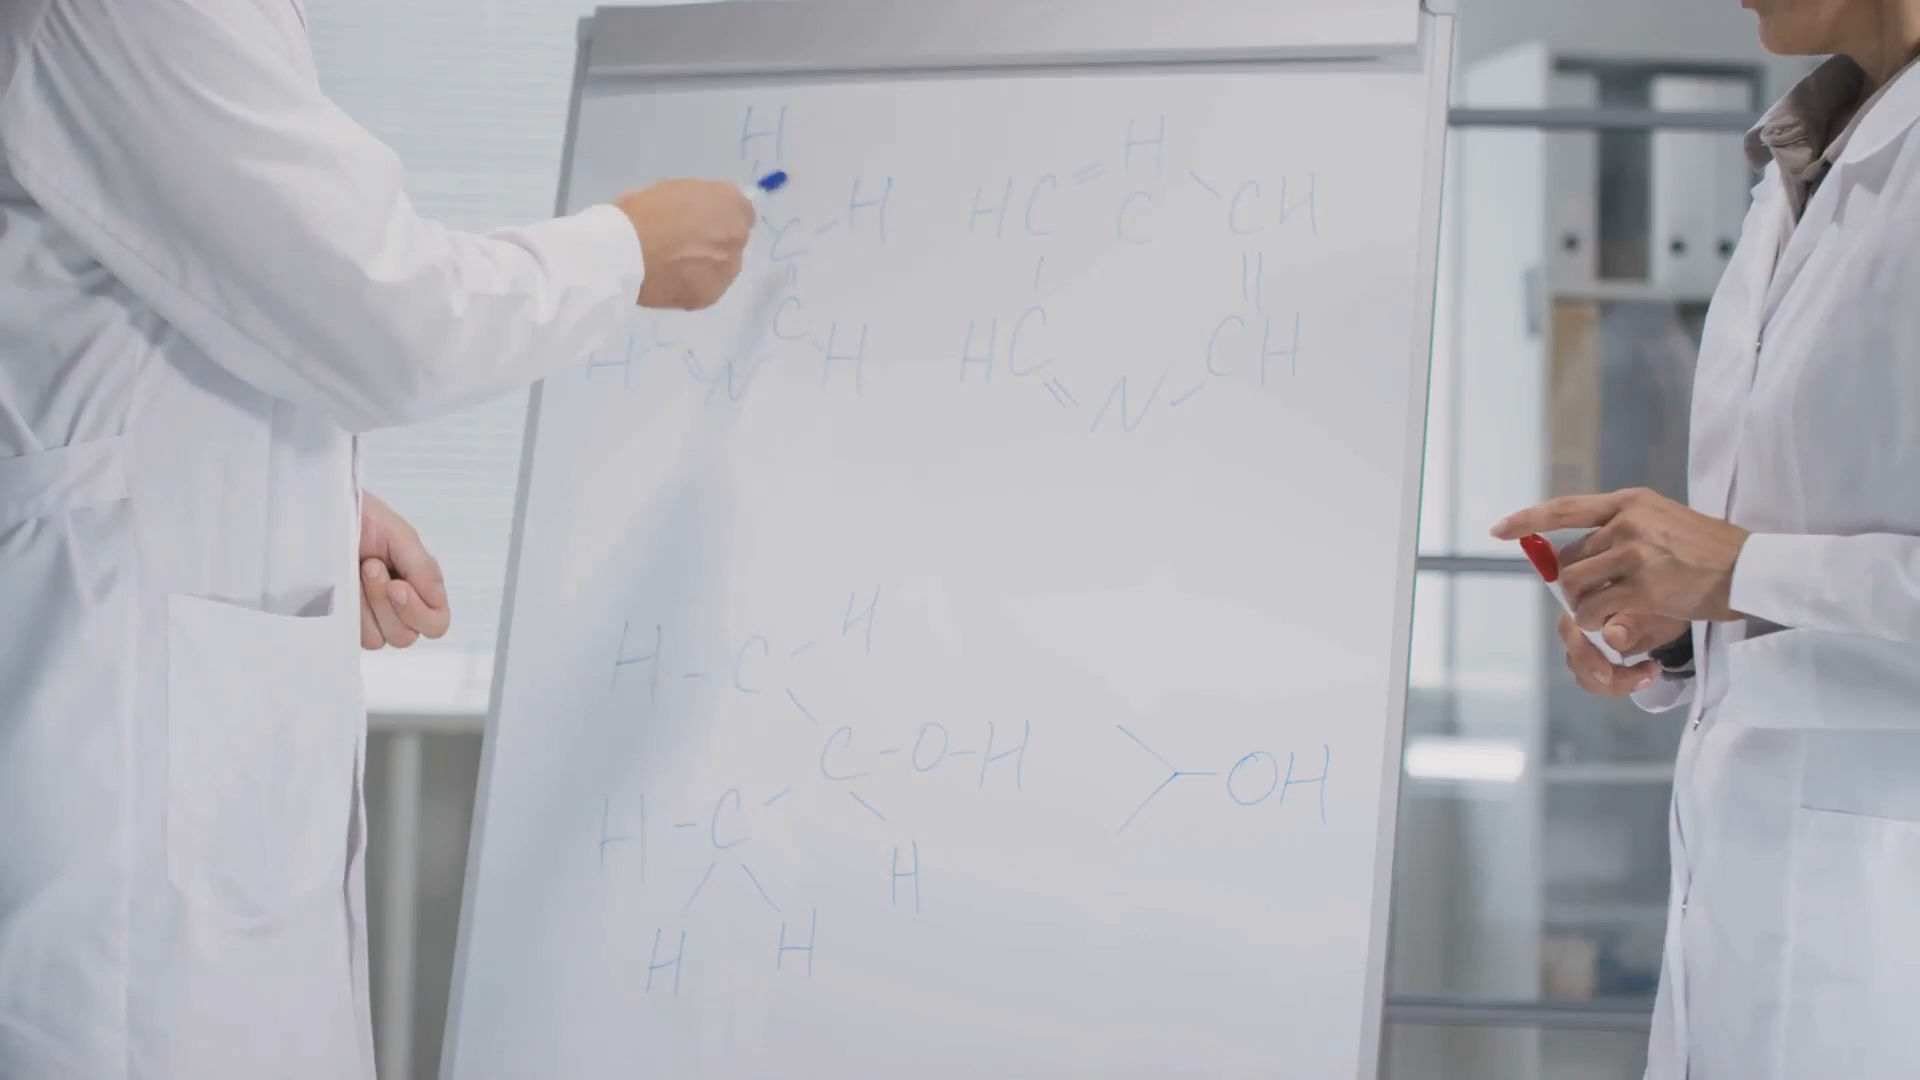 H
H
H
C H HC = C CH
C
H = N H HC = N - CH
H
H - C - H
C - O - H
OH
H - C
H
H H